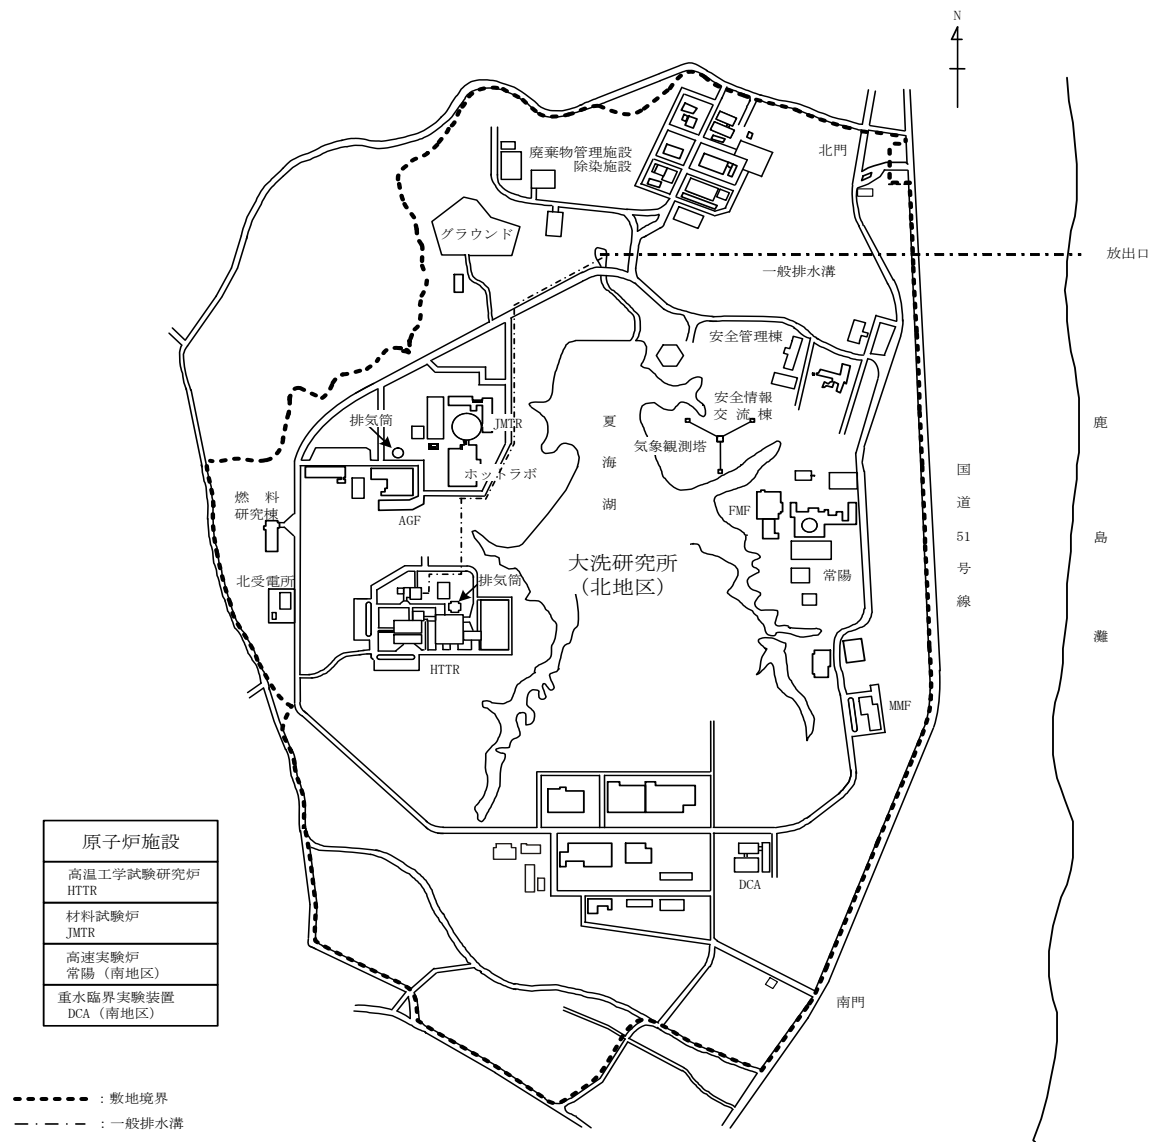 N
北門
廃棄物管理施設
除染施設
グラウンド
放出口
一般排水溝
安全管理棟
安全情報
交流棟
気象観測塔
夏海湖
鹿島灘
国道51号線
排気筒
JMTR
ホットラボ
燃料
研究棟
AGF
FMF
大洗研究所
(北地区)
常陽
北受電所
排気筒
HTTR
MMF
DCA
南門
原子炉施設
高温工学試験研究炉
HTTR
材料試験炉
JMTR
高速実験炉
常陽（南地区）
重水臨界実験装置
DCA（南地区）
：敷地境界
：一般排水溝